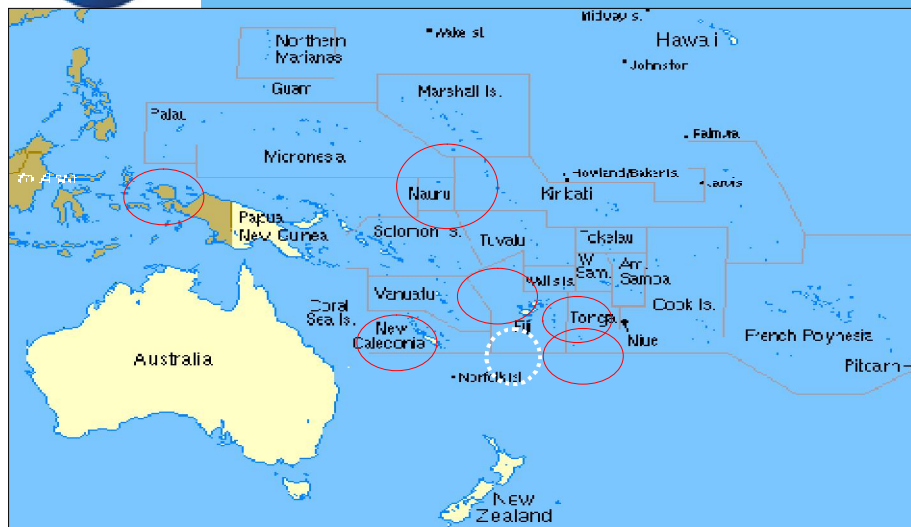 Midway Is.
Wake Is.
Hawaii
Northern
Marianas
Johnston
Guam
Marshall Is.
Palau
Palmyra
Micronesia
Howland/Baker Is.
Jarvis
Nauru
Kiribati
Papua
New Guinea
Solomon Is.
Tuvalu
Tokelau
W.
Sam.
Am.
Samoa
Wallis Is.
Vanuatu
Coral
Sea Is.
Cook Is.
New
Caledonia
Fiji
Tonga
Niue
French Polynesia
Australia
Pitcairn
Norfolk Is.
New
Zealand